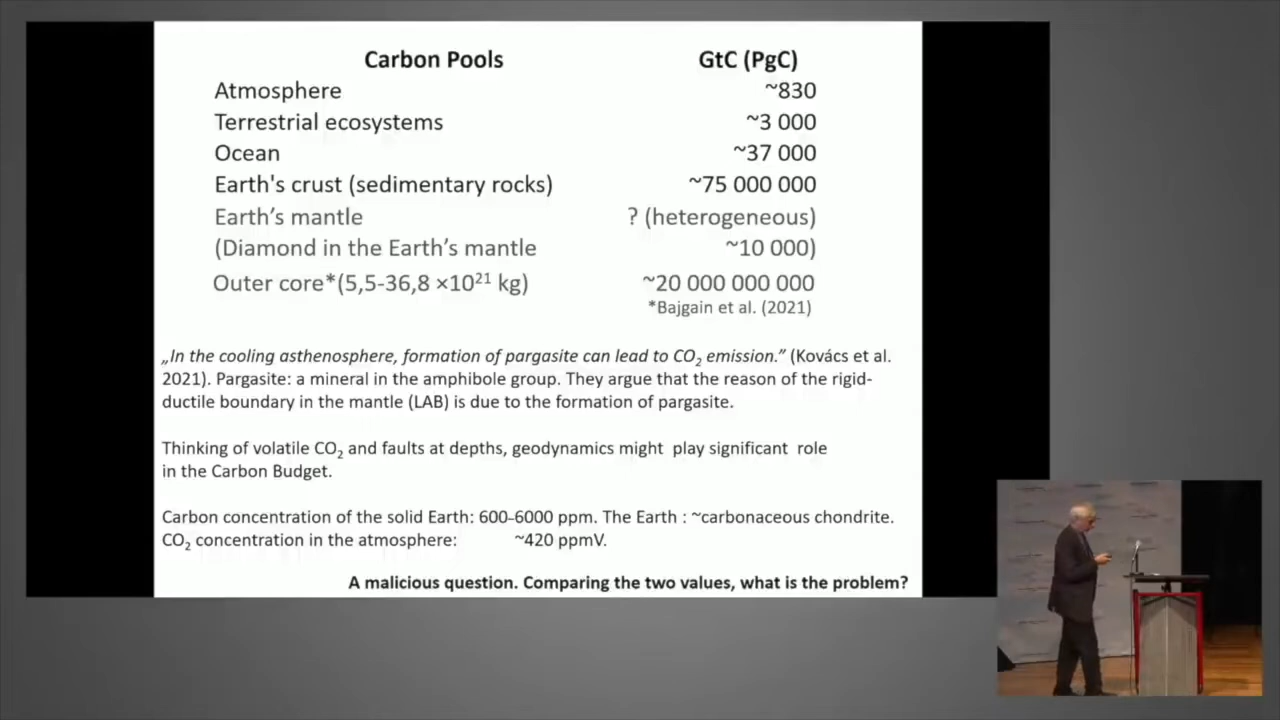 Carbon Pools GtC (PgC)
Atmosphere ~830
Terrestrial ecosystems ~3 000
Ocean ~37 000
Earth's crust (sedimentary rocks) ~75 000 000
Earth’s mantle ? (heterogeneous)
(Diamond in the Earth’s mantle ~10 000)
Outer core*(5,5-36,8 ×10²¹ kg) ~20 000 000 000
*Bajgain et al. (2021)
„In the cooling asthenosphere, formation of pargasite can lead to CO₂ emission.” (Kovács et al.
2021). Pargasite: a mineral in the amphibole group. They argue that the reason of the rigid-
ductile boundary in the mantle (LAB) is due to the formation of pargasite.
Thinking of volatile CO₂ and faults at depths, geodynamics might play significant role
in the Carbon Budget.
Carbon concentration of the solid Earth: 600–6000 ppm. The Earth : ~carbonaceous chondrite.
CO₂ concentration in the atmosphere: ~420 ppmV.
A malicious question. Comparing the two values, what is the problem?